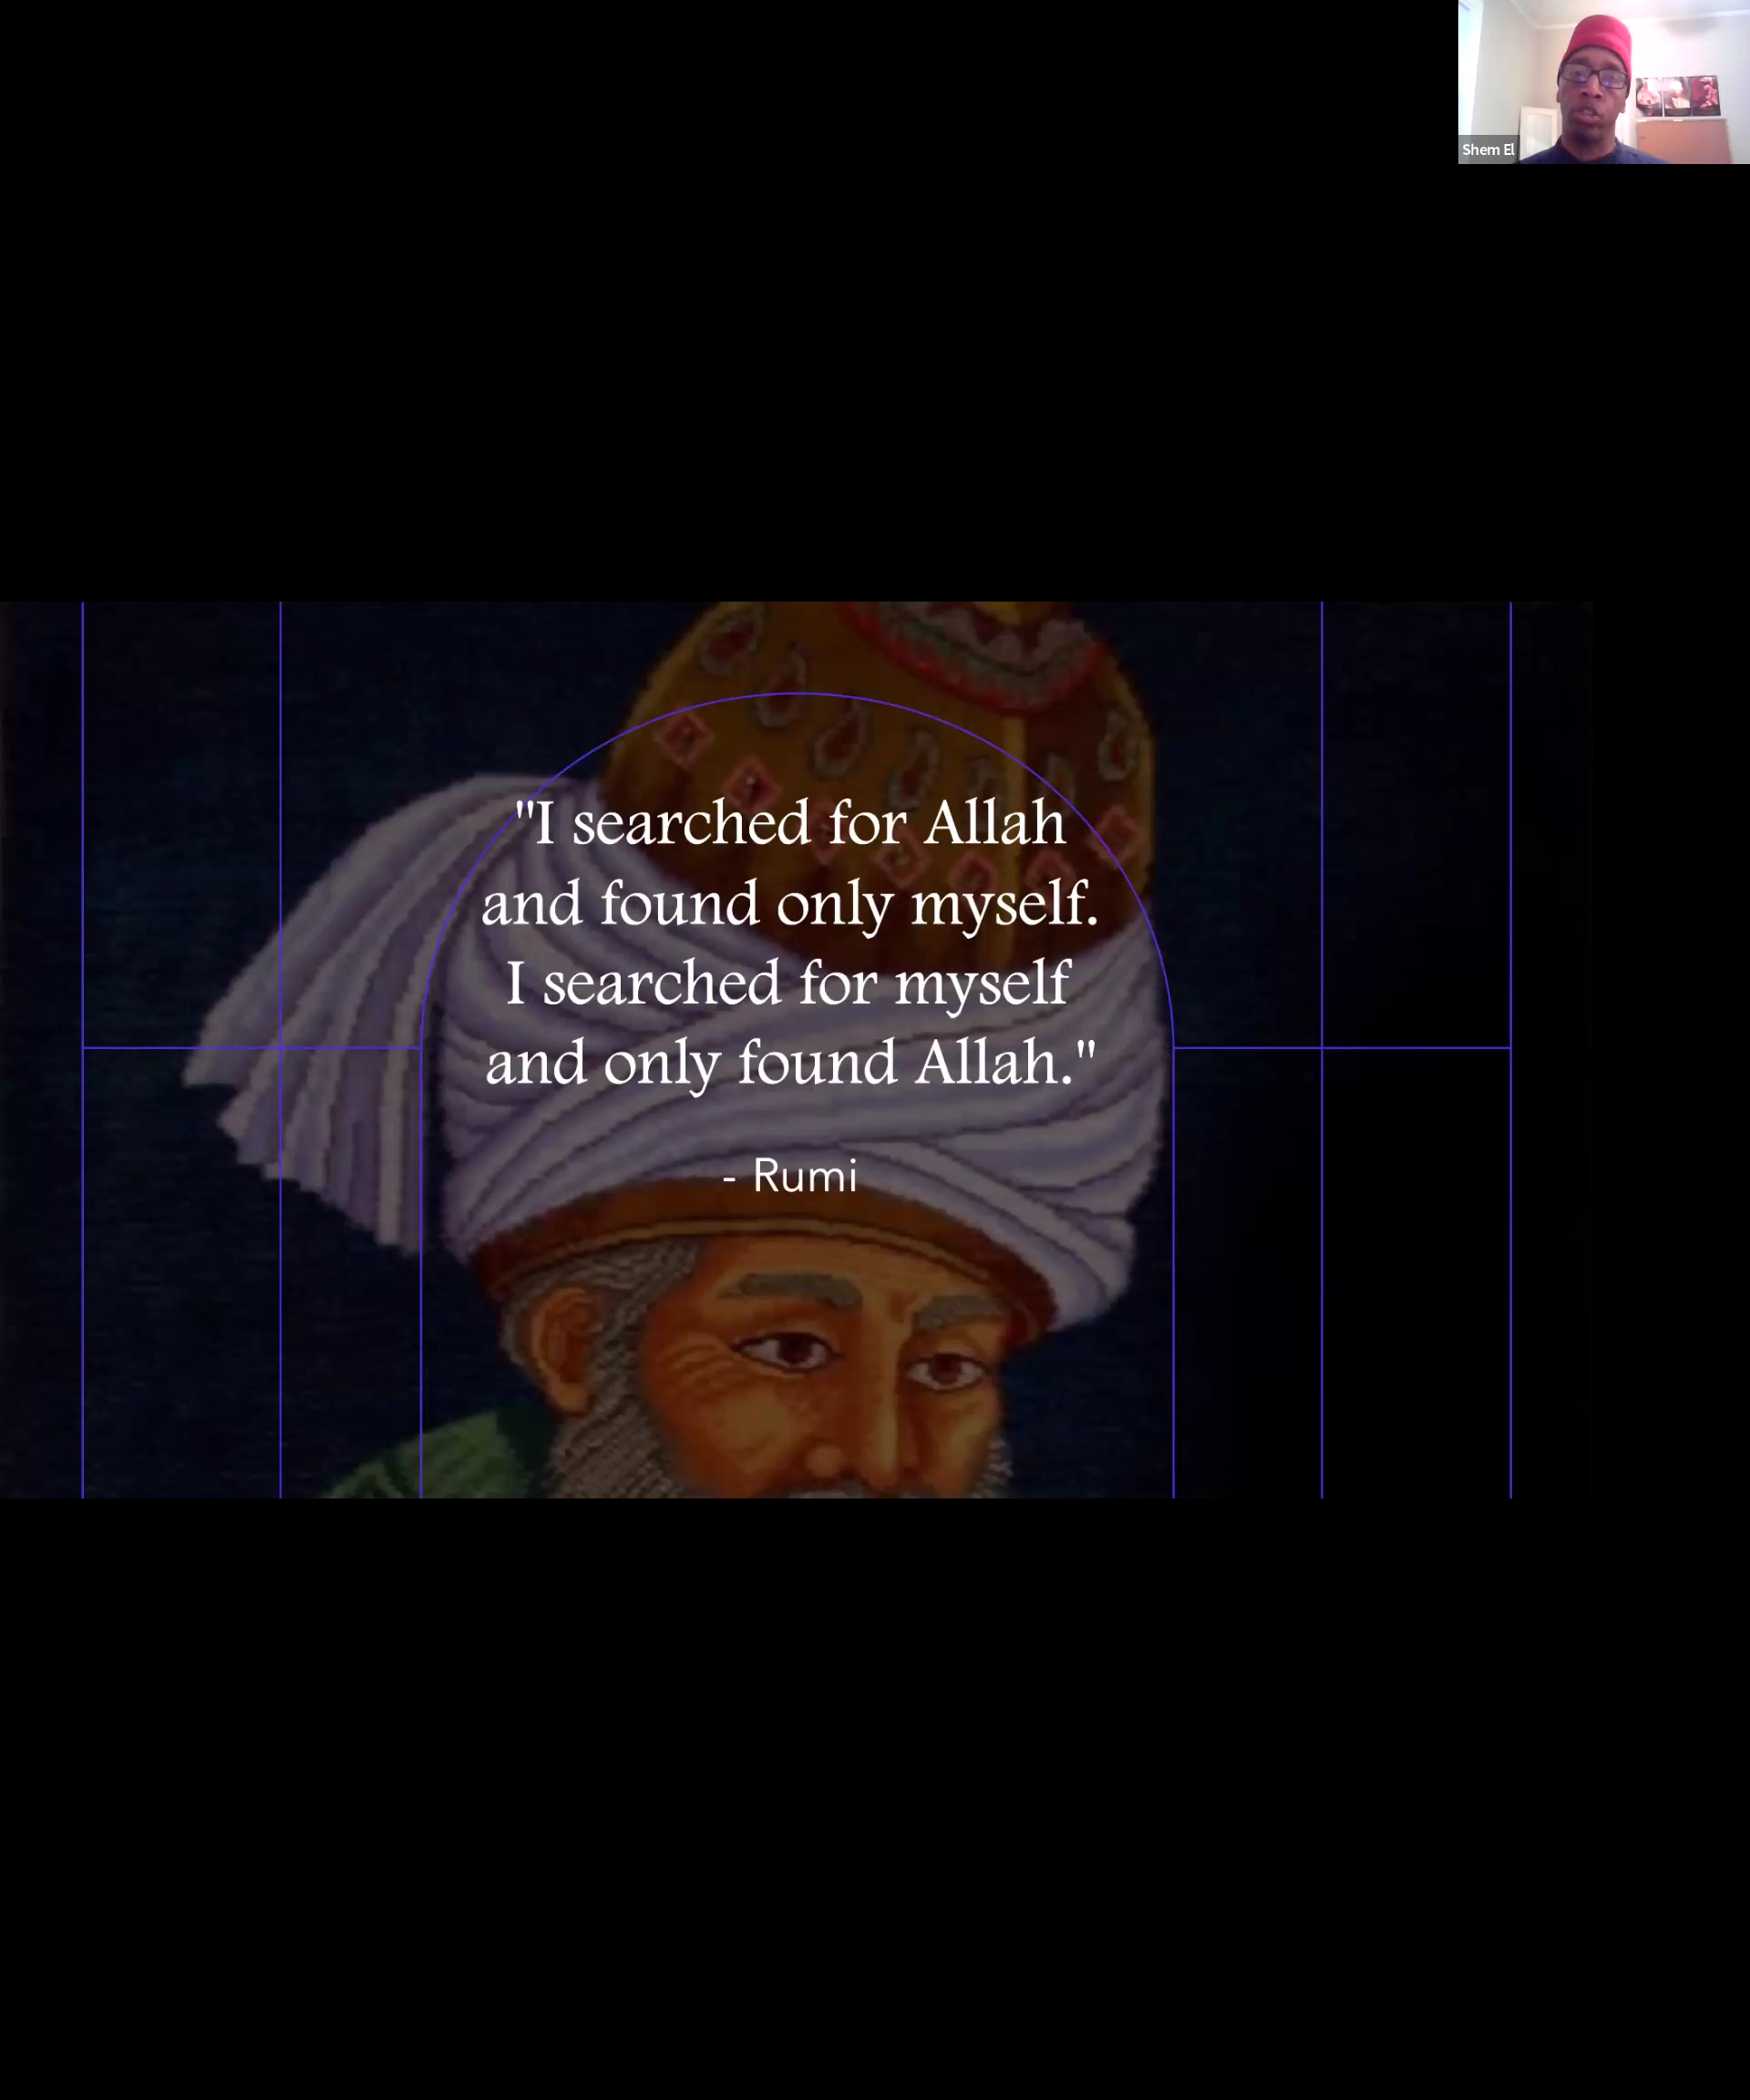 Shem El
"I searched for Allah
and found only myself.
I searched for myself
and only found Allah."
- Rumi